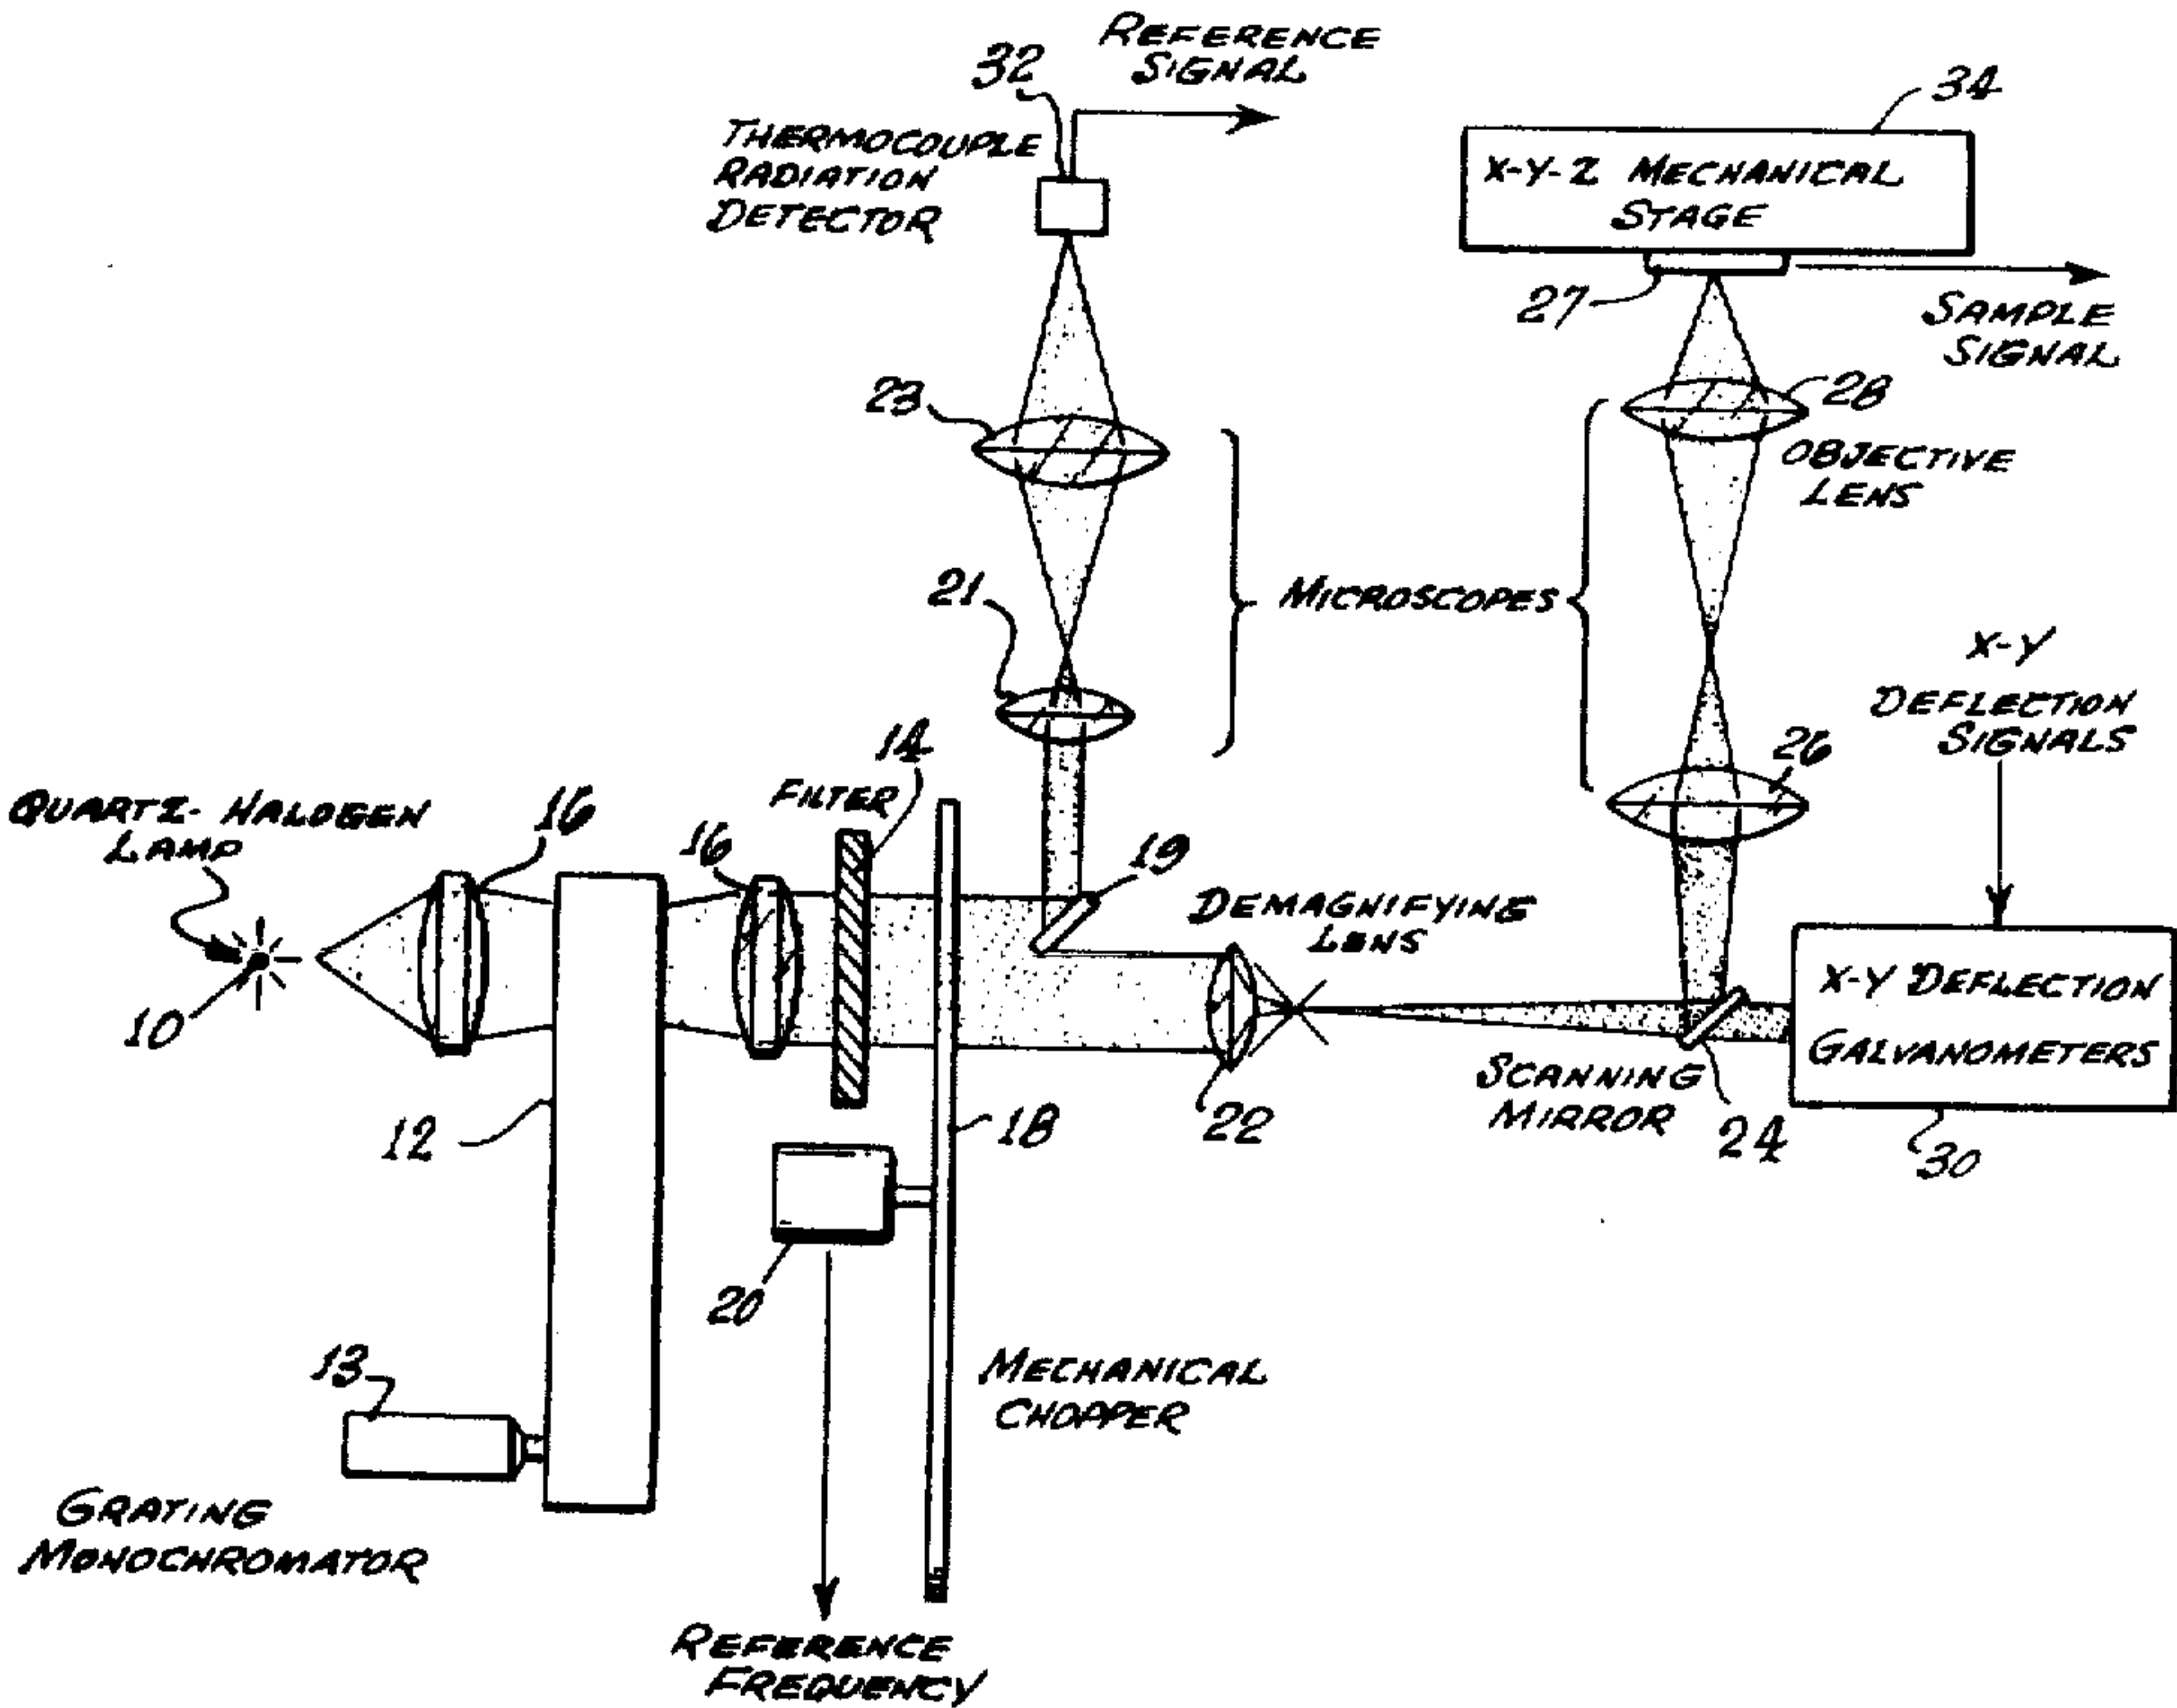 REFERENCE
SIGNAL
32
34
THERMOCOUPLE
RADIATION
DETECTOR
X-Y-Z MECHANICAL
STAGE
27
SAMPLE
SIGNAL
23
28
OBJECTIVE
LENS
21
MICROSCOPES
X-Y
DEFLECTION
SIGNALS
14
26
FILTER
QUARTZ-HALOGEN
LAMP
16
16
19
DEMAGNIFYING
LENS
X-Y DEFLECTION
GALVANOMETERS
10
SCANNING
MIRROR
12
18
22
24
30
20
13
MECHANICAL
CHOPPER
GRATING
MONOCHROMATOR
REFERENCE
FREQUENCY